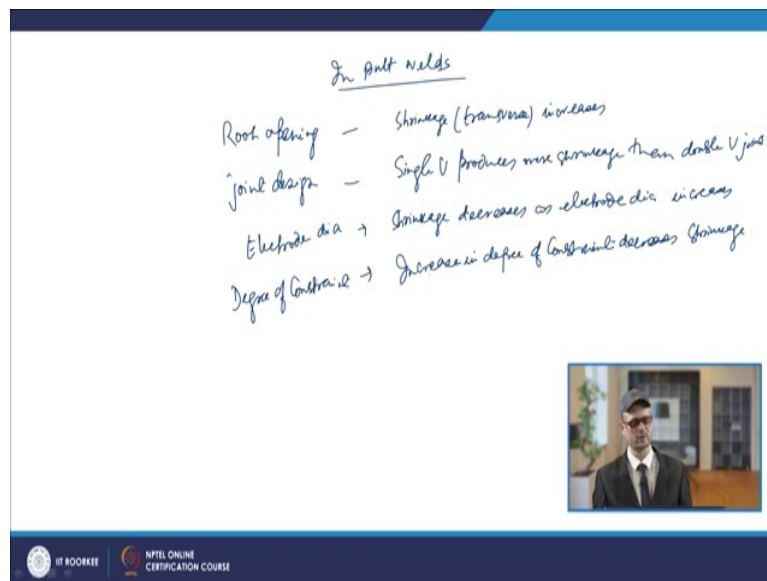 In Butt welds
Root opening — Shrinkage (transverse) increases
joint design — Single V produces more shrinkage than double V joint
Electrode dia → Shrinkage decreases as electrode dia increases
Degree of Constraint → Increase in degree of Constraint decreases Shrinkage.
IIT ROORKEE
NPTEL ONLINE
CERTIFICATION COURSE